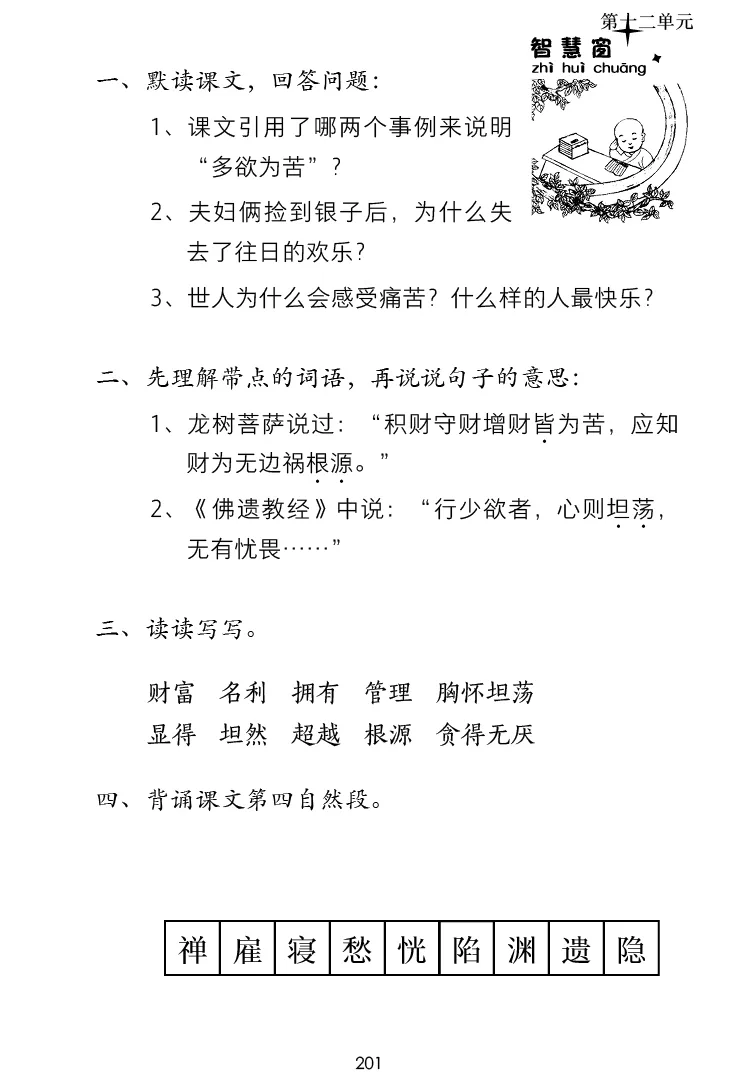 第十二单元
智慧窗
zhì huì chuāng
一、默读课文，回答问题：
1、课文引用了哪两个事例来说明
“多欲为苦”？
2、夫妇俩捡到银子后，为什么失
去了往日的欢乐？
3、世人为什么会感受痛苦？什么样的人最快乐？
二、先理解带点的词语，再说说句子的意思：
1、龙树菩萨说过：“积财守财增财皆为苦，应知
财为无边祸根源。”
2、《佛遗教经》中说：“行少欲者，心则坦荡，
无有忧畏……”
三、读读写写。
财富 名利 拥有 管理 胸怀坦荡
显得 坦然 超越 根源 贪得无厌
四、背诵课文第四自然段。
禅 雇 寝 愁 恍 陷 渊 遗 隐
201